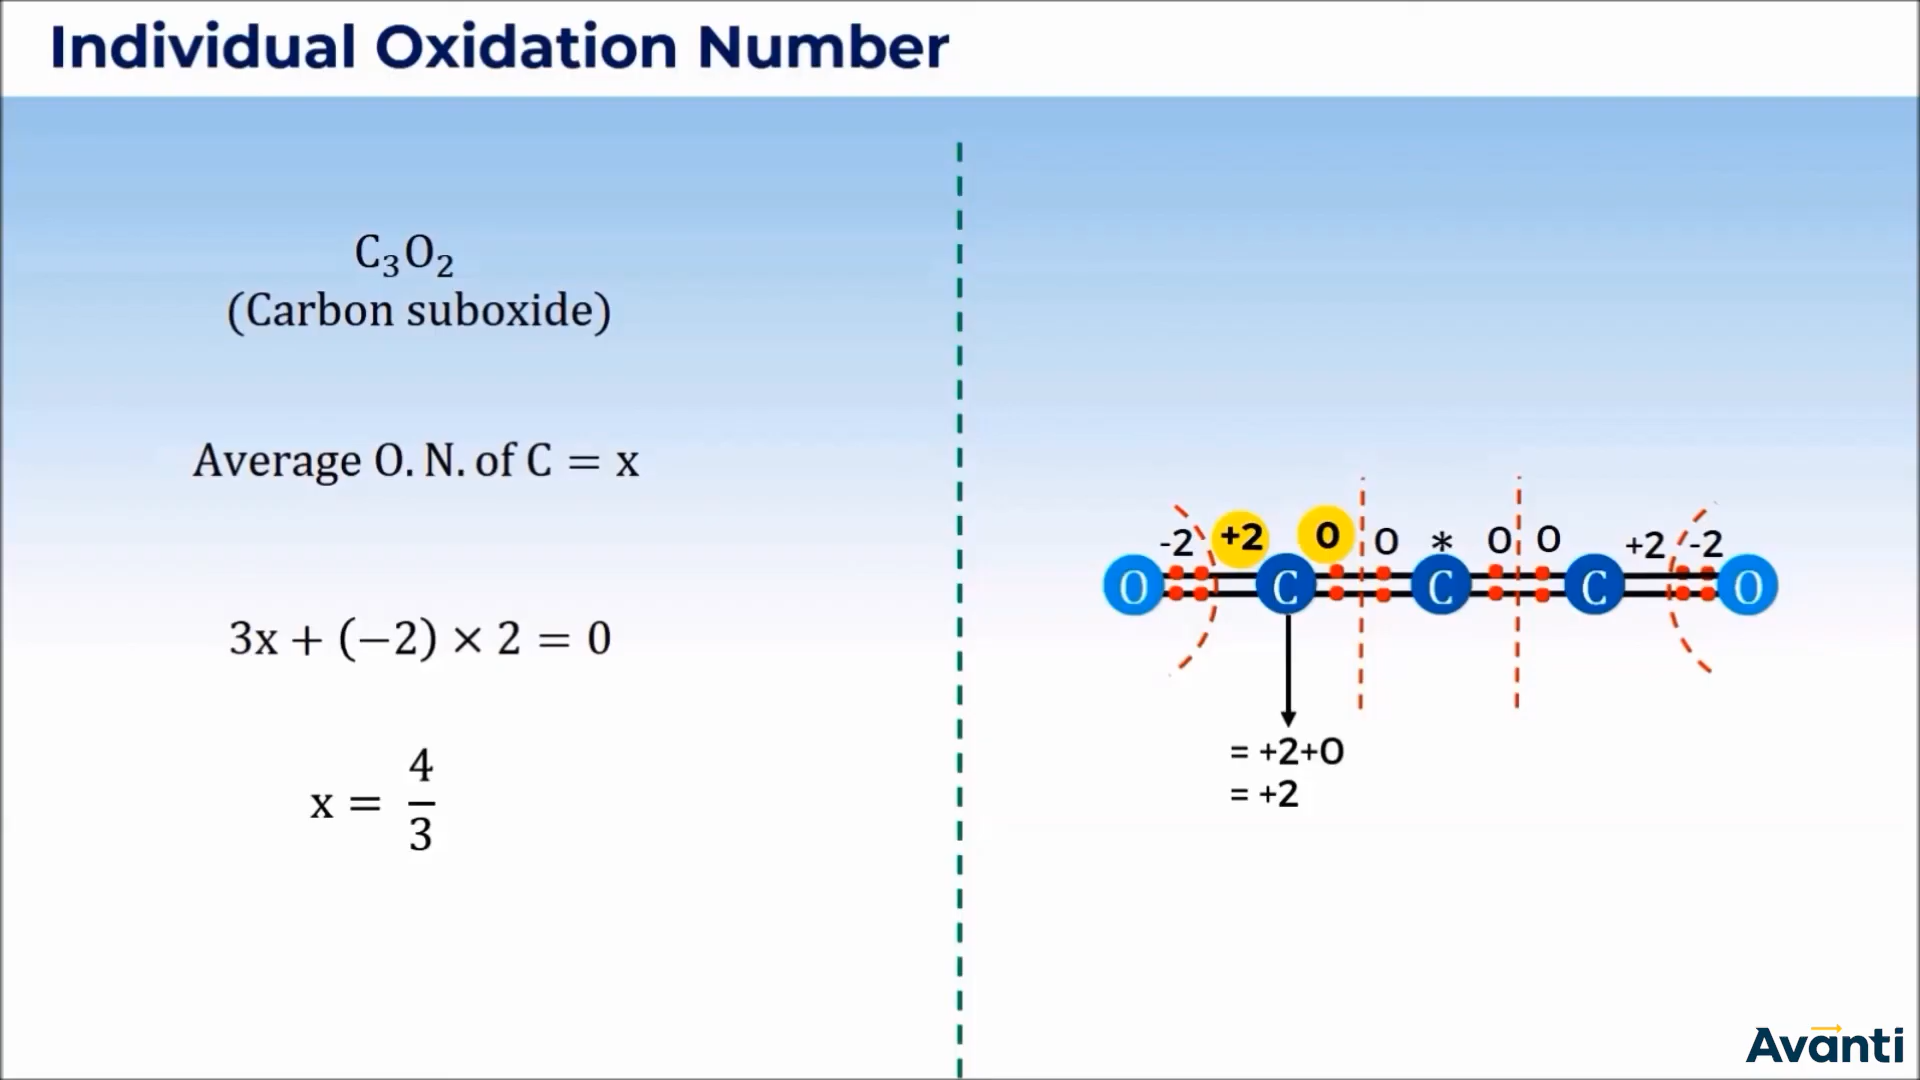 Individual Oxidation Number
C₃O₂
(Carbon suboxide)
Average O. N. of C = x
3x + (−2) × 2 = 0
x = 4/3
-2 +2 0 0 * 0 0 +2 -2
O C C C O
= +2+0
= +2
Avanti